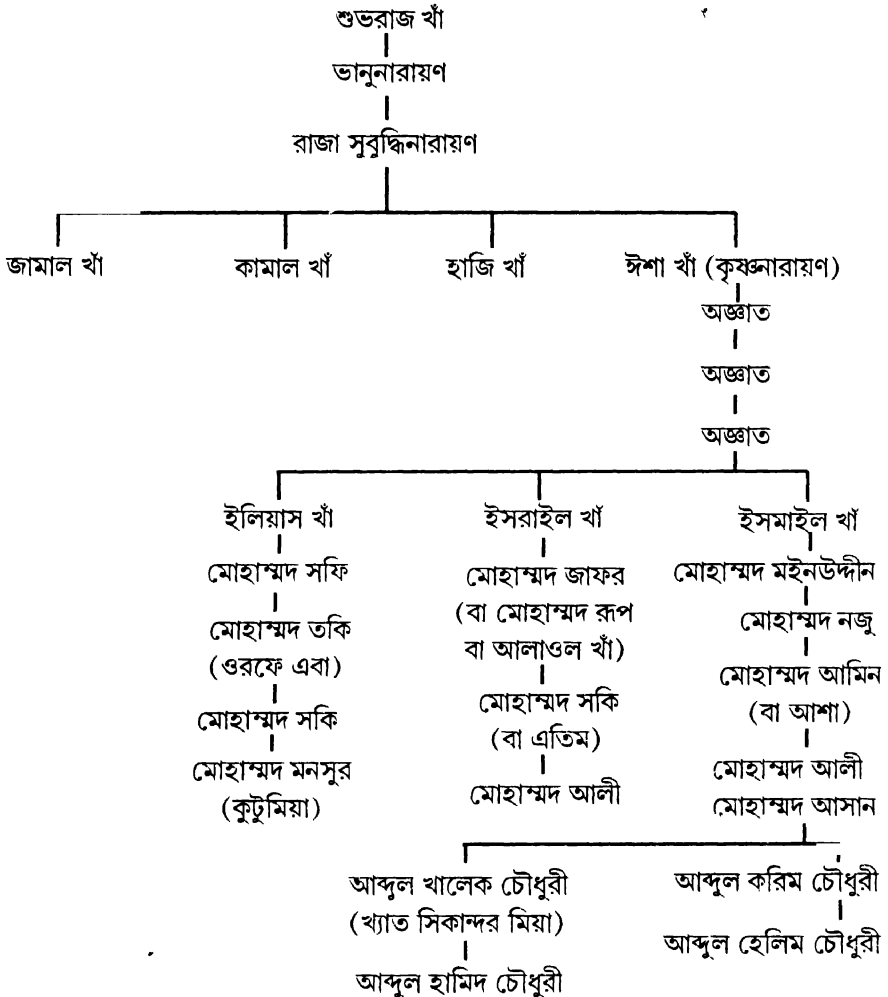 শুভরাজ খাঁ
ভানুনারায়ণ
রাজা সুবুদ্ধিনারায়ণ
জামাল খাঁ কামাল খাঁ হাজি খাঁ ঈশা খাঁ (কৃষ্ণনারায়ণ)
অজ্ঞাত
অজ্ঞাত
অজ্ঞাত
ইলিয়াস খাঁ ইসরাইল খাঁ ইসমাইল খাঁ
মোহাম্মদ সফি মোহাম্মদ জাফর মোহাম্মদ মইনউদ্দীন
(বা মোহাম্মদ রূপ মোহাম্মদ নজু
মোহাম্মদ তকি বা আলাওল খাঁ)
(ওরফে এবা) মোহাম্মদ আমিন
মোহাম্মদ সকি মোহাম্মদ সকি (বা আশা)
(বা এতিম)
মোহাম্মদ মনসুর মোহাম্মদ আলী মোহাম্মদ আলী
(কুটুমিয়া) মোহাম্মদ আসান
আব্দুল খালেক চৌধুরী আব্দুল করিম চৌধুরী
(খ্যাত সিকান্দর মিয়া)
আব্দুল হেলিম চৌধুরী
আব্দুল হামিদ চৌধুরী